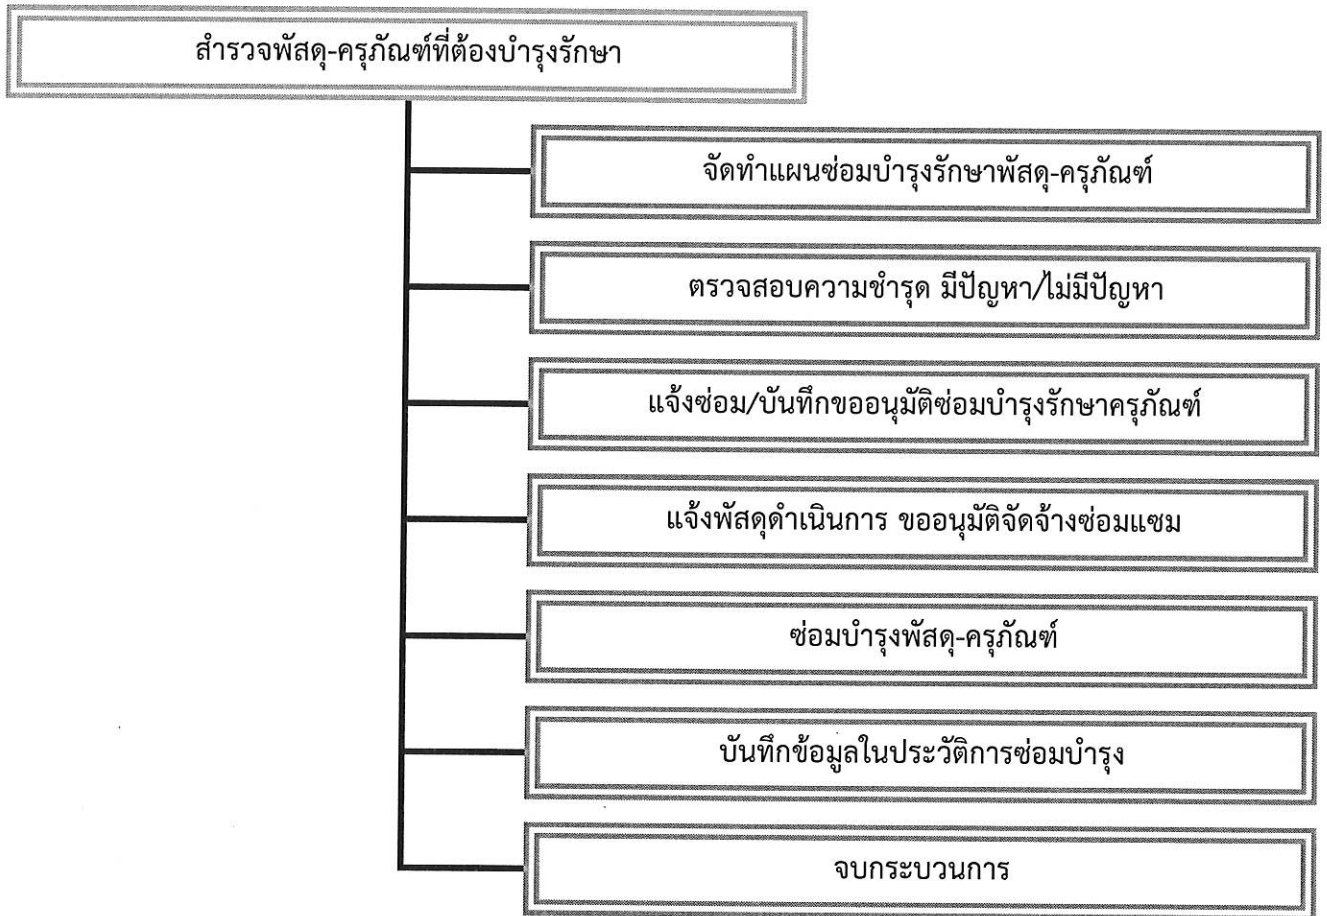 สำรวจพัสดุ-ครุภัณฑ์ที่ต้องบำรุงรักษา
จัดทำแผนซ่อมบำรุงรักษาพัสดุ-ครุภัณฑ์
ตรวจสอบความชำรุด มีปัญหา/ไม่มีปัญหา
แจ้งซ่อม/บันทึกขออนุมัติซ่อมบำรุงรักษาครุภัณฑ์
แจ้งพัสดุดำเนินการ ขออนุมัติจัดจ้างซ่อมแซม
ซ่อมบำรุงพัสดุ-ครุภัณฑ์
บันทึกข้อมูลในประวัติการซ่อมบำรุง
จบกระบวนการ